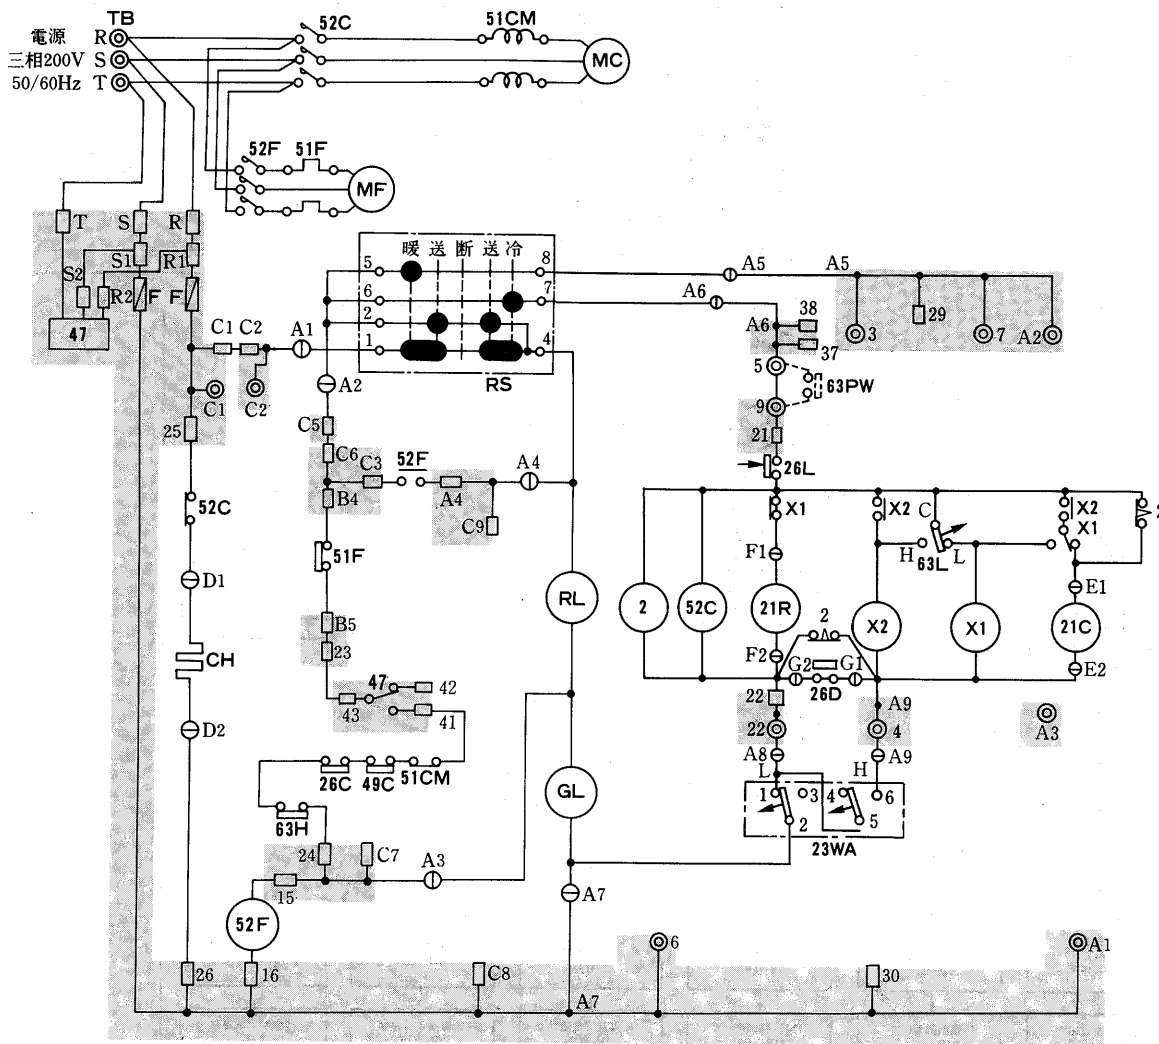 TB
52C
51CM
電源 R
三相200V S
50/60Hz T
MC
52F
51F
MF
T
S
R
暖 送 断 送 冷
S2
S1
R1
R2
F
F
47
5
6
2
1
8
7
4
RS
A5
A5
A6
A6
38
37
3
29
7
A2
C1
C2
A1
C1
C2
A2
5
63PW
9
21
26L
25
C5
C6
C3
52F
A4
A4
B4
C9
52C
51F
X1
X2
C
X2
X1
2
H
63L
L
F1
D1
E1
RL
2
52C
21R
2
X2
X1
21C
B5
23
CH
F2
G2
G1
26D
E2
47
42
43
41
22
A9
22
4
A3
D2
A8
A9
L
H
26C
49C
51CM
GL
1
3
4
6
2
5
23WA
63H
24
C7
A3
15
A7
52F
6
A1
26
16
C8
30
A7